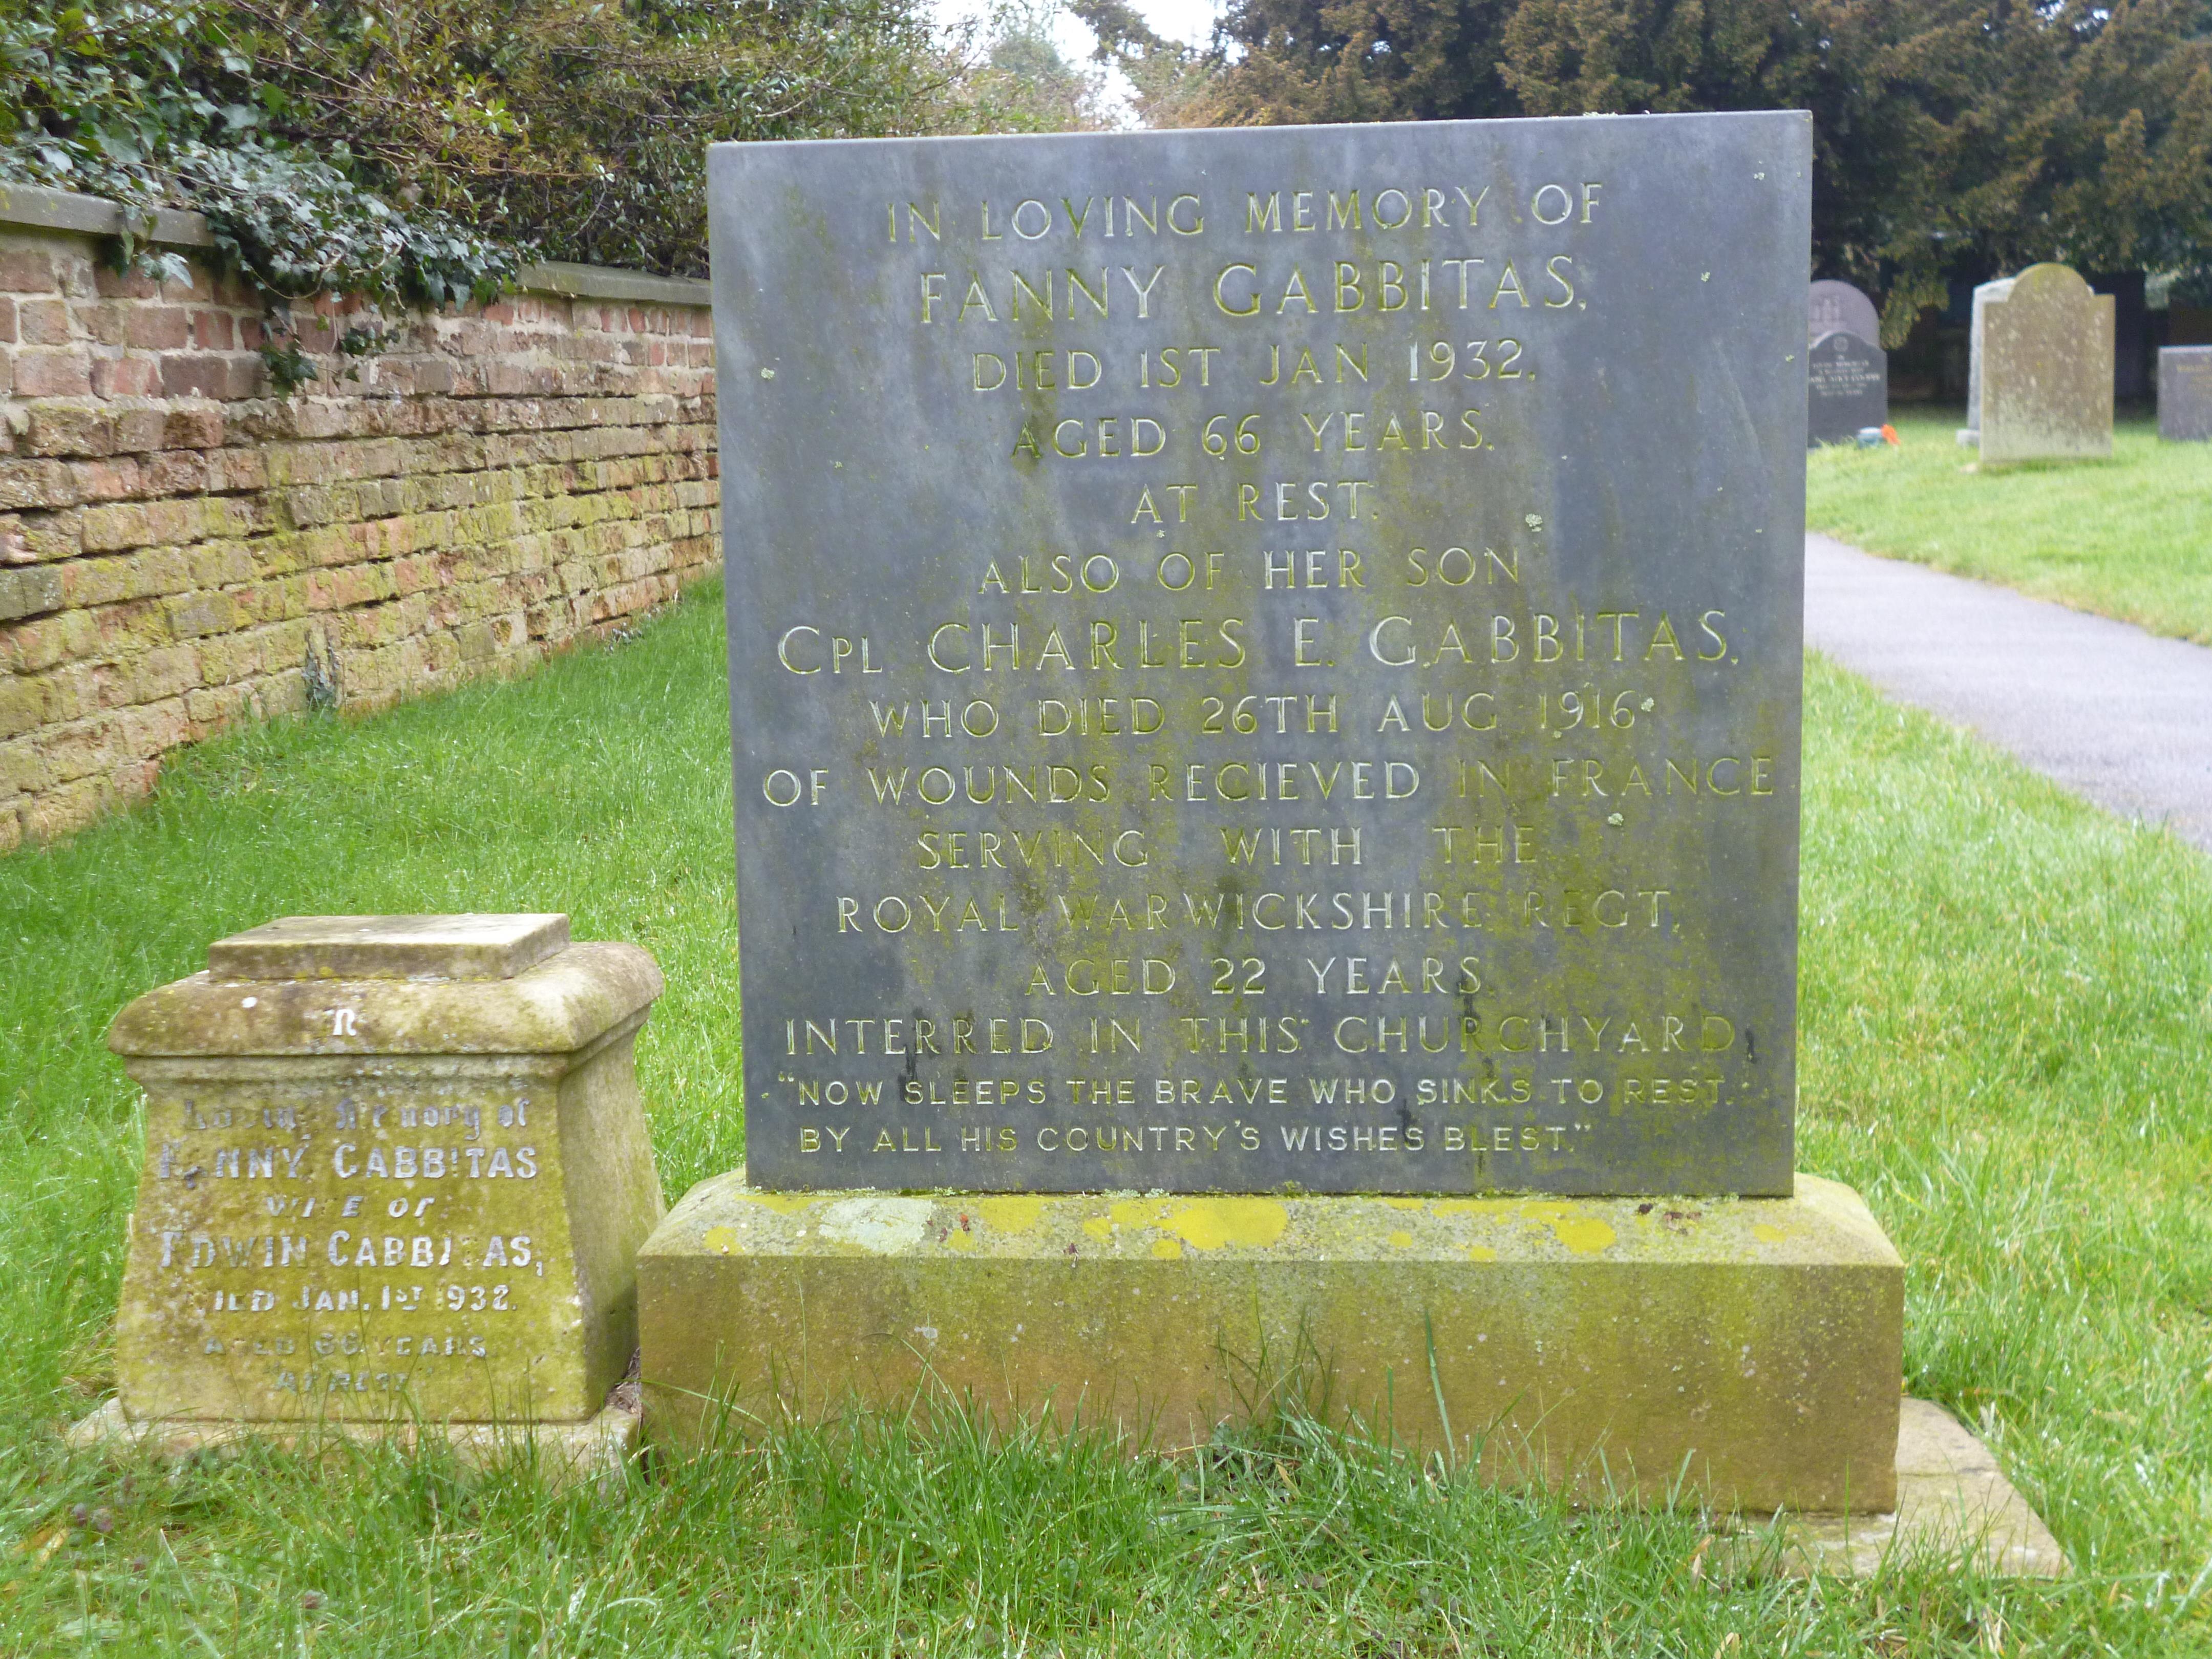 IN LOVING MEMORY OF
FANNY GABBITAS,
DIED 1ST JAN 1932.
AGED 66 YEARS.
AT REST.
ALSO OF HER SON
CPL CHARLES E. GABBITAS,
WHO DIED 26TH AUG 1916
OF WOUNDS RECIEVED IN FRANCE
SERVING WITH THE
ROYAL WARWICKSHIRE REGT,
AGED 22 YEARS.
INTERRED IN THIS CHURCHYARD,
"NOW SLEEPS THE BRAVE WHO SINKS TO REST.
BY ALL HIS COUNTRY'S WISHES BLEST."
Loving Memory of
FANNY GABBITAS
WIFE OF
EDWIN GABBITAS,
DIED JAN. 1ST 1932.
AGED 66 YEARS.
"AT REST"